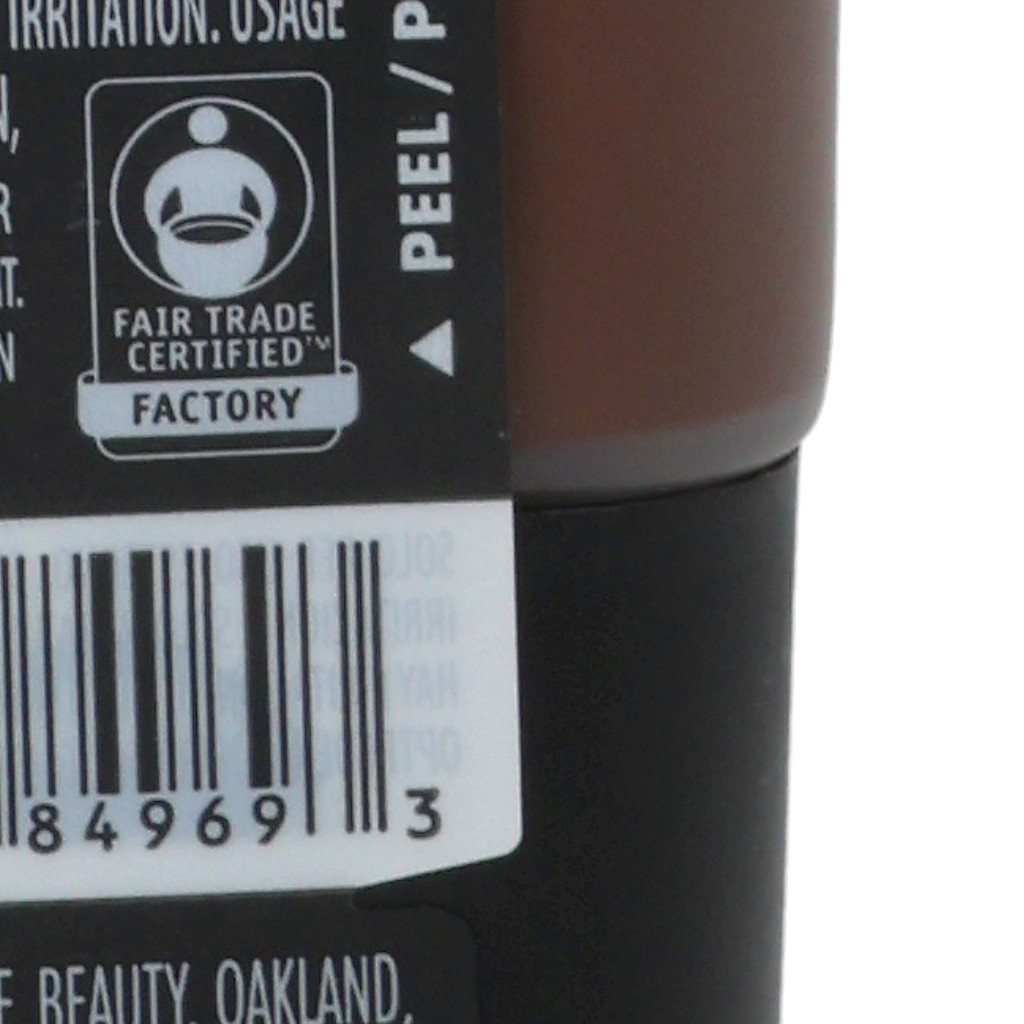 IRRITATION. USAGE
N,
R
T.
N
PEEL / P
FAIR TRADE
CERTIFIED™
FACTORY
84969 3
BEAUTY, OAKLAND,